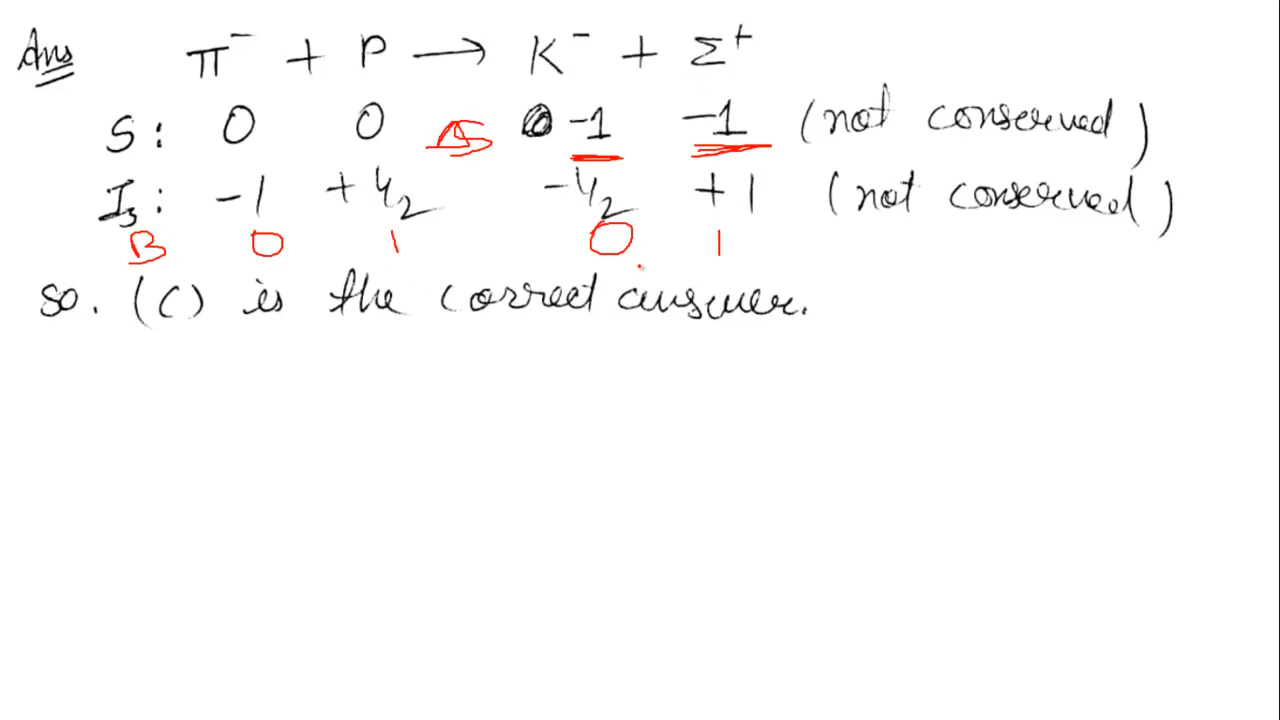 Ans π⁻ + P → K⁻ + Σ⁺
S: 0 0 ΔS -1 -1 (not conserved)
I₃: -1 +1/2 -1/2 +1 (not conserved)
B 0 1 0 1
so. (C) is the correct answer.